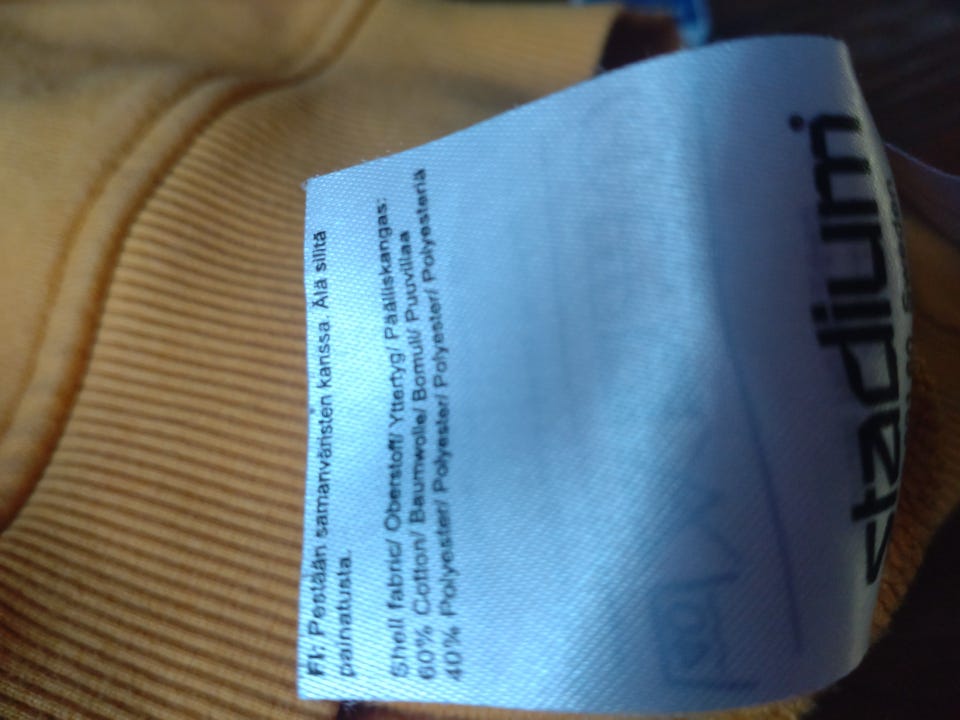 FI: Pestään samanväristen kanssa. Älä silitä
painatusta.
Shell fabric/ Oberstoff/ Yttertyg/ Päälliskangas:
60% Cotton/ Baumwolle/ Bomull/ Puuvillaa
40% Polyester/ Polyester/ Polyester/ Polyesteriä
stadium